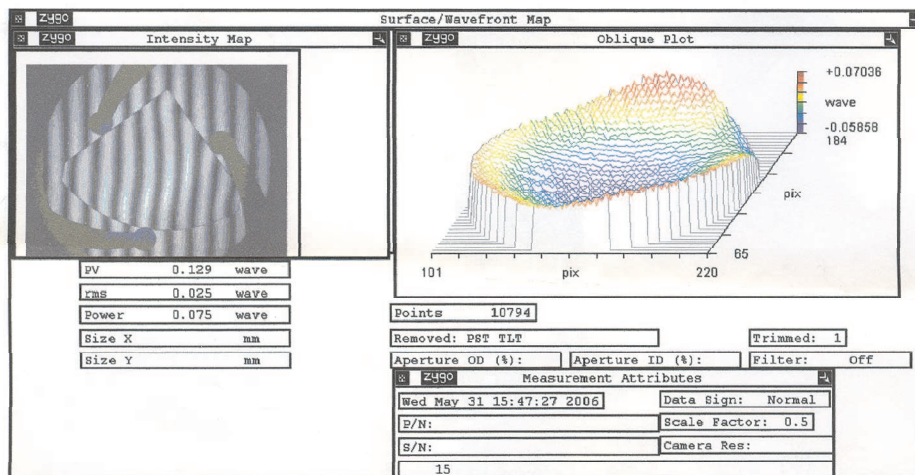 zygo Surface/Wavefront Map
zygo Intensity Map
zygo Oblique Plot
+0.07036
wave
-0.05858
184
pix
65
101 pix 220
PV 0.129 wave
rms 0.025 wave
Power 0.075 wave
Size X mm
Size Y mm
Points 10794
Removed: PST TLT
Trimmed: 1
Aperture OD (%):
Aperture ID (%):
Filter: Off
zygo Measurement Attributes
Wed May 31 15:47:27 2006
Data Sign: Normal
P/N:
Scale Factor: 0.5
S/N:
Camera Res:
15